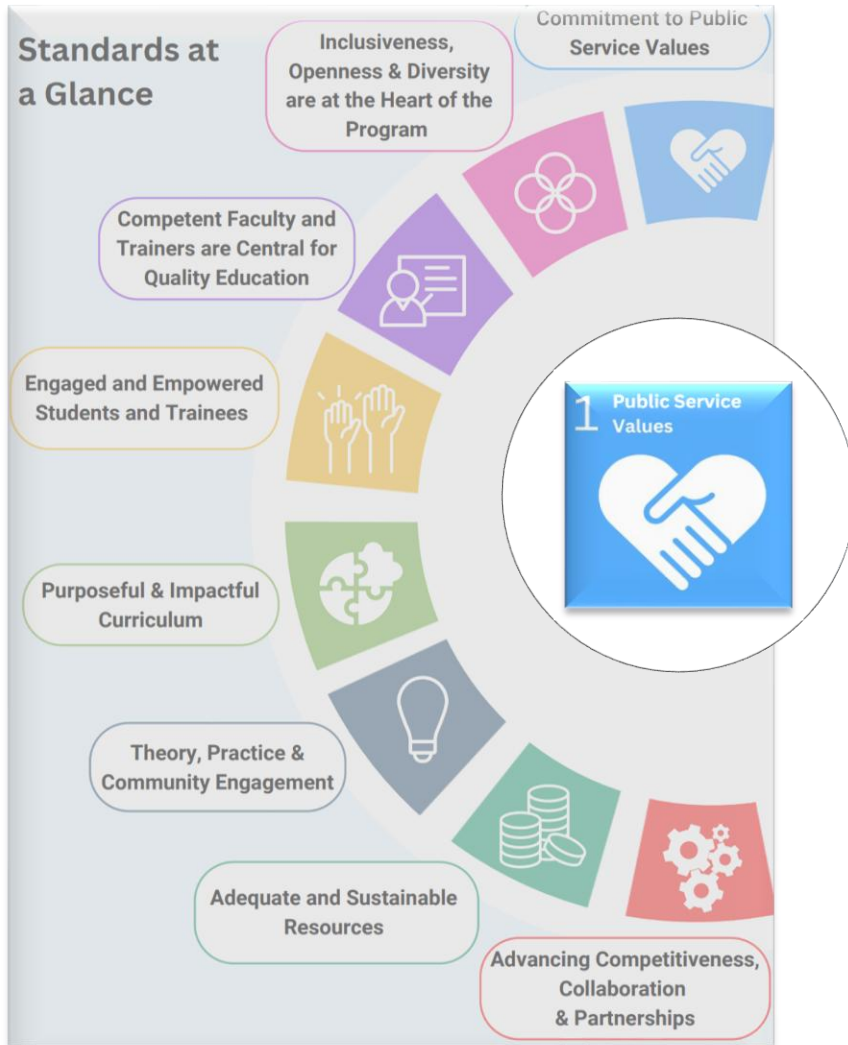 Standards at
a Glance
Commitment to Public
Service Values
Inclusiveness,
Openness & Diversity
are at the Heart of the
Program
Competent Faculty and
Trainers are Central for
Quality Education
Engaged and Empowered
Students and Trainees
Purposeful & Impactful
Curriculum
Theory, Practice &
Community Engagement
Adequate and Sustainable
Resources
Advancing Competitiveness,
Collaboration
& Partnerships
1 Public Service
Values